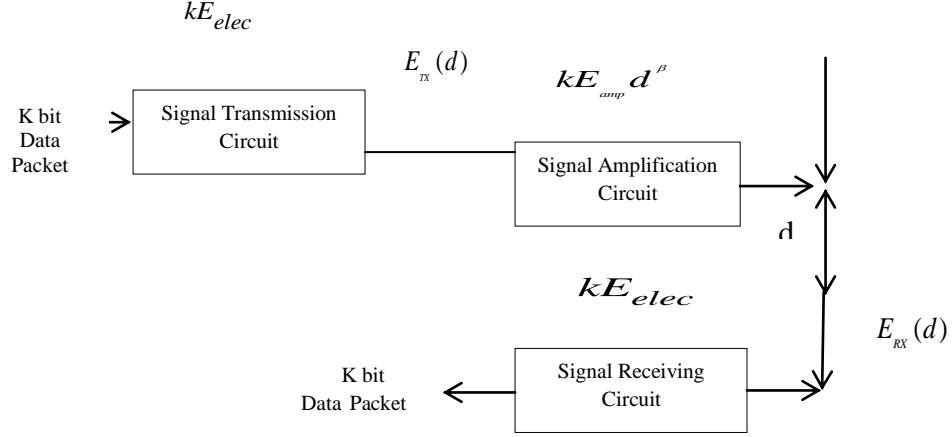 kE_elec
E_TX(d)
kE_amp d^β
K bit
Data
Packet
Signal Transmission
Circuit
Signal Amplification
Circuit
d
kE_elec
E_RX(d)
K bit
Data Packet
Signal Receiving
Circuit